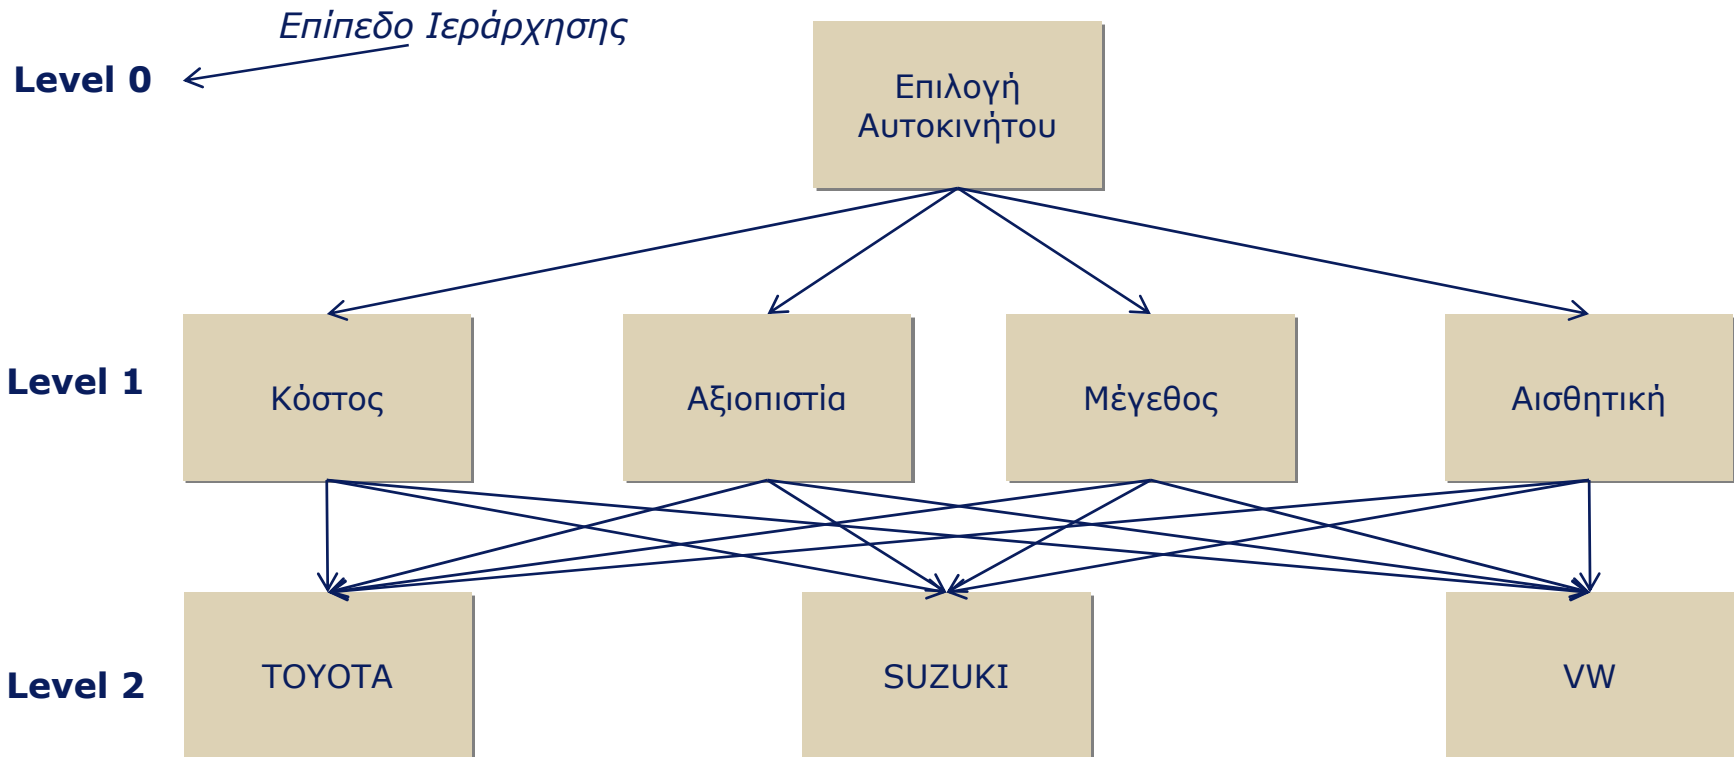 Επίπεδο Ιεράρχησης
Level 0
Επιλογή
Αυτοκινήτου
Level 1
Κόστος
Αξιοπιστία
Μέγεθος
Αισθητική
Level 2
TOYOTA
SUZUKI
VW